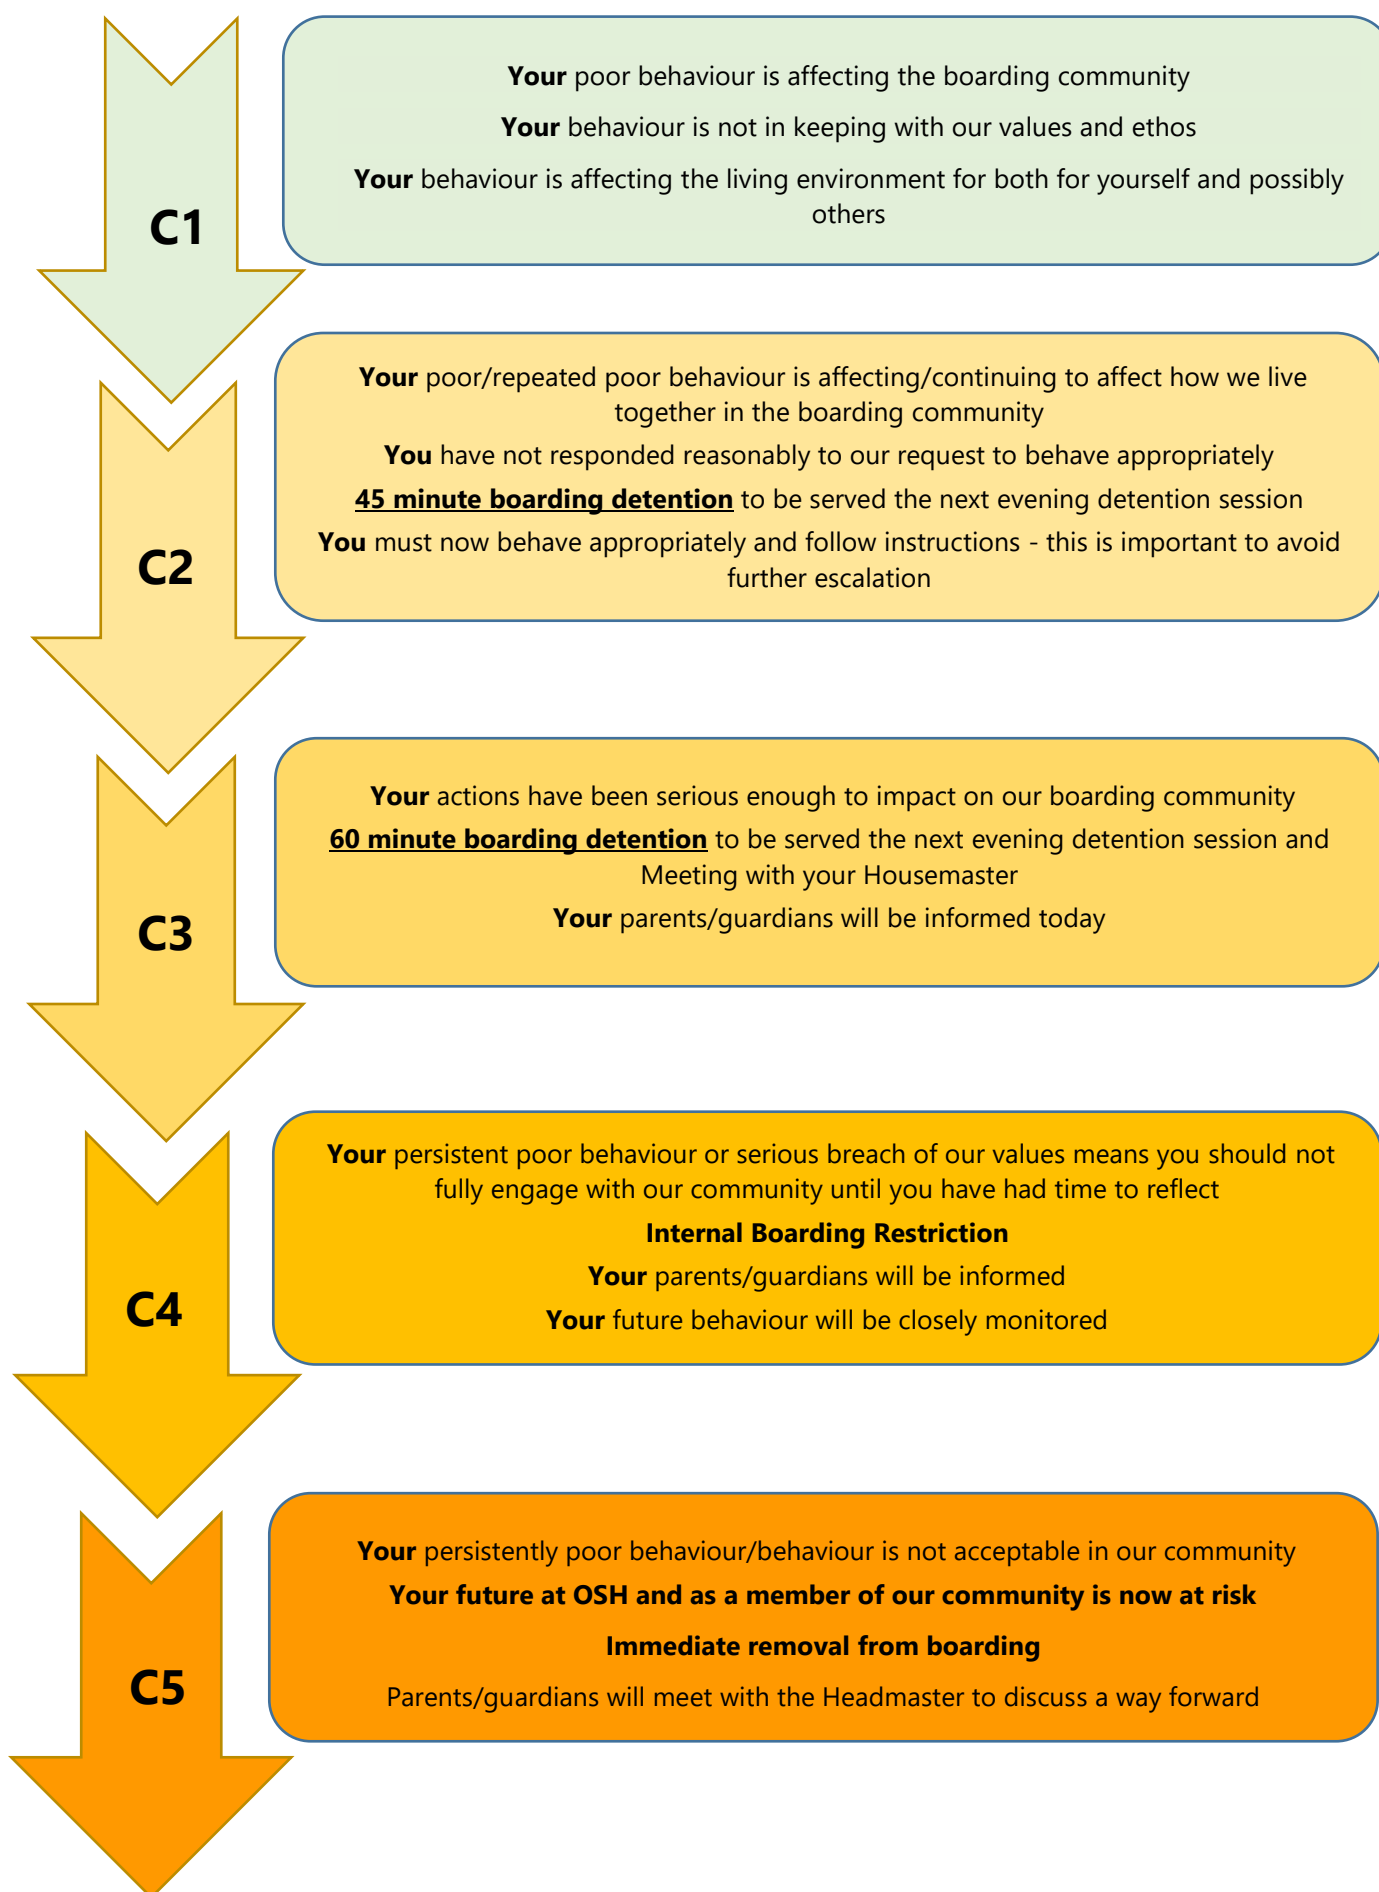 C1
Your poor behaviour is affecting the boarding community
Your behaviour is not in keeping with our values and ethos
Your behaviour is affecting the living environment for both for yourself and possibly
others
C2
Your poor/repeated poor behaviour is affecting/continuing to affect how we live
together in the boarding community
You have not responded reasonably to our request to behave appropriately
45 minute boarding detention to be served the next evening detention session
You must now behave appropriately and follow instructions - this is important to avoid
further escalation
C3
Your actions have been serious enough to impact on our boarding community
60 minute boarding detention to be served the next evening detention session and
Meeting with your Housemaster
Your parents/guardians will be informed today
C4
Your persistent poor behaviour or serious breach of our values means you should not
fully engage with our community until you have had time to reflect
Internal Boarding Restriction
Your parents/guardians will be informed
Your future behaviour will be closely monitored
C5
Your persistently poor behaviour/behaviour is not acceptable in our community
Your future at OSH and as a member of our community is now at risk
Immediate removal from boarding
Parents/guardians will meet with the Headmaster to discuss a way forward